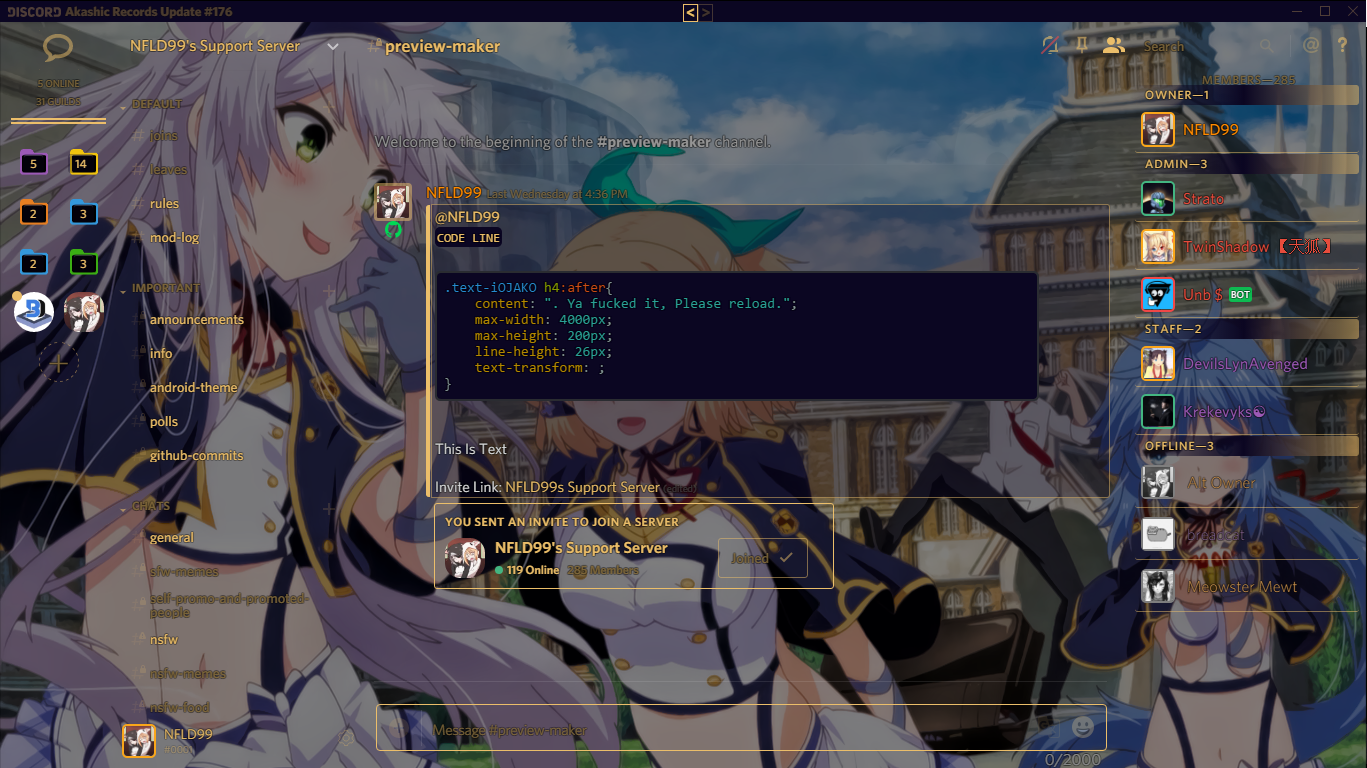 DISCORD Akashic Records Update #176
< >
5 ONLINE
31 GUILDS
5
14
2
3
2
3
NFLD99's Support Server
DEFAULT
joins
leaves
rules
mod-log
IMPORTANT
announcements
info
android-theme
polls
github-commits
CHATS
general
sfw-memes
self-promo-and-promoted-
people
nsfw
nsfw-memes
nsfw-food
NFLD99
#0001
#preview-maker
Search
@ ?
Welcome to the beginning of the #preview-maker channel.
NFLD99 Last Wednesday at 4:36 PM
@NFLD99
CODE LINE
.text-iOJAKO h4:after{
content: ". Ya fucked it, Please reload.";
max-width: 4000px;
max-height: 200px;
line-height: 26px;
text-transform: ;
}
This Is Text
Invite Link: NFLD99s Support Server (edited)
YOU SENT AN INVITE TO JOIN A SERVER
NFLD99's Support Server
119 Online 285 Members
Joined
Message #preview-maker
0/2000
MEMBERS—285
OWNER—1
NFLD99
ADMIN—3
Strato
TwinShadow 【天狐】
Unb $ BOT
STAFF—2
DevilsLynAvenged
Krekevyks☯
OFFLINE—3
Alt Owner
Meowster Mewt